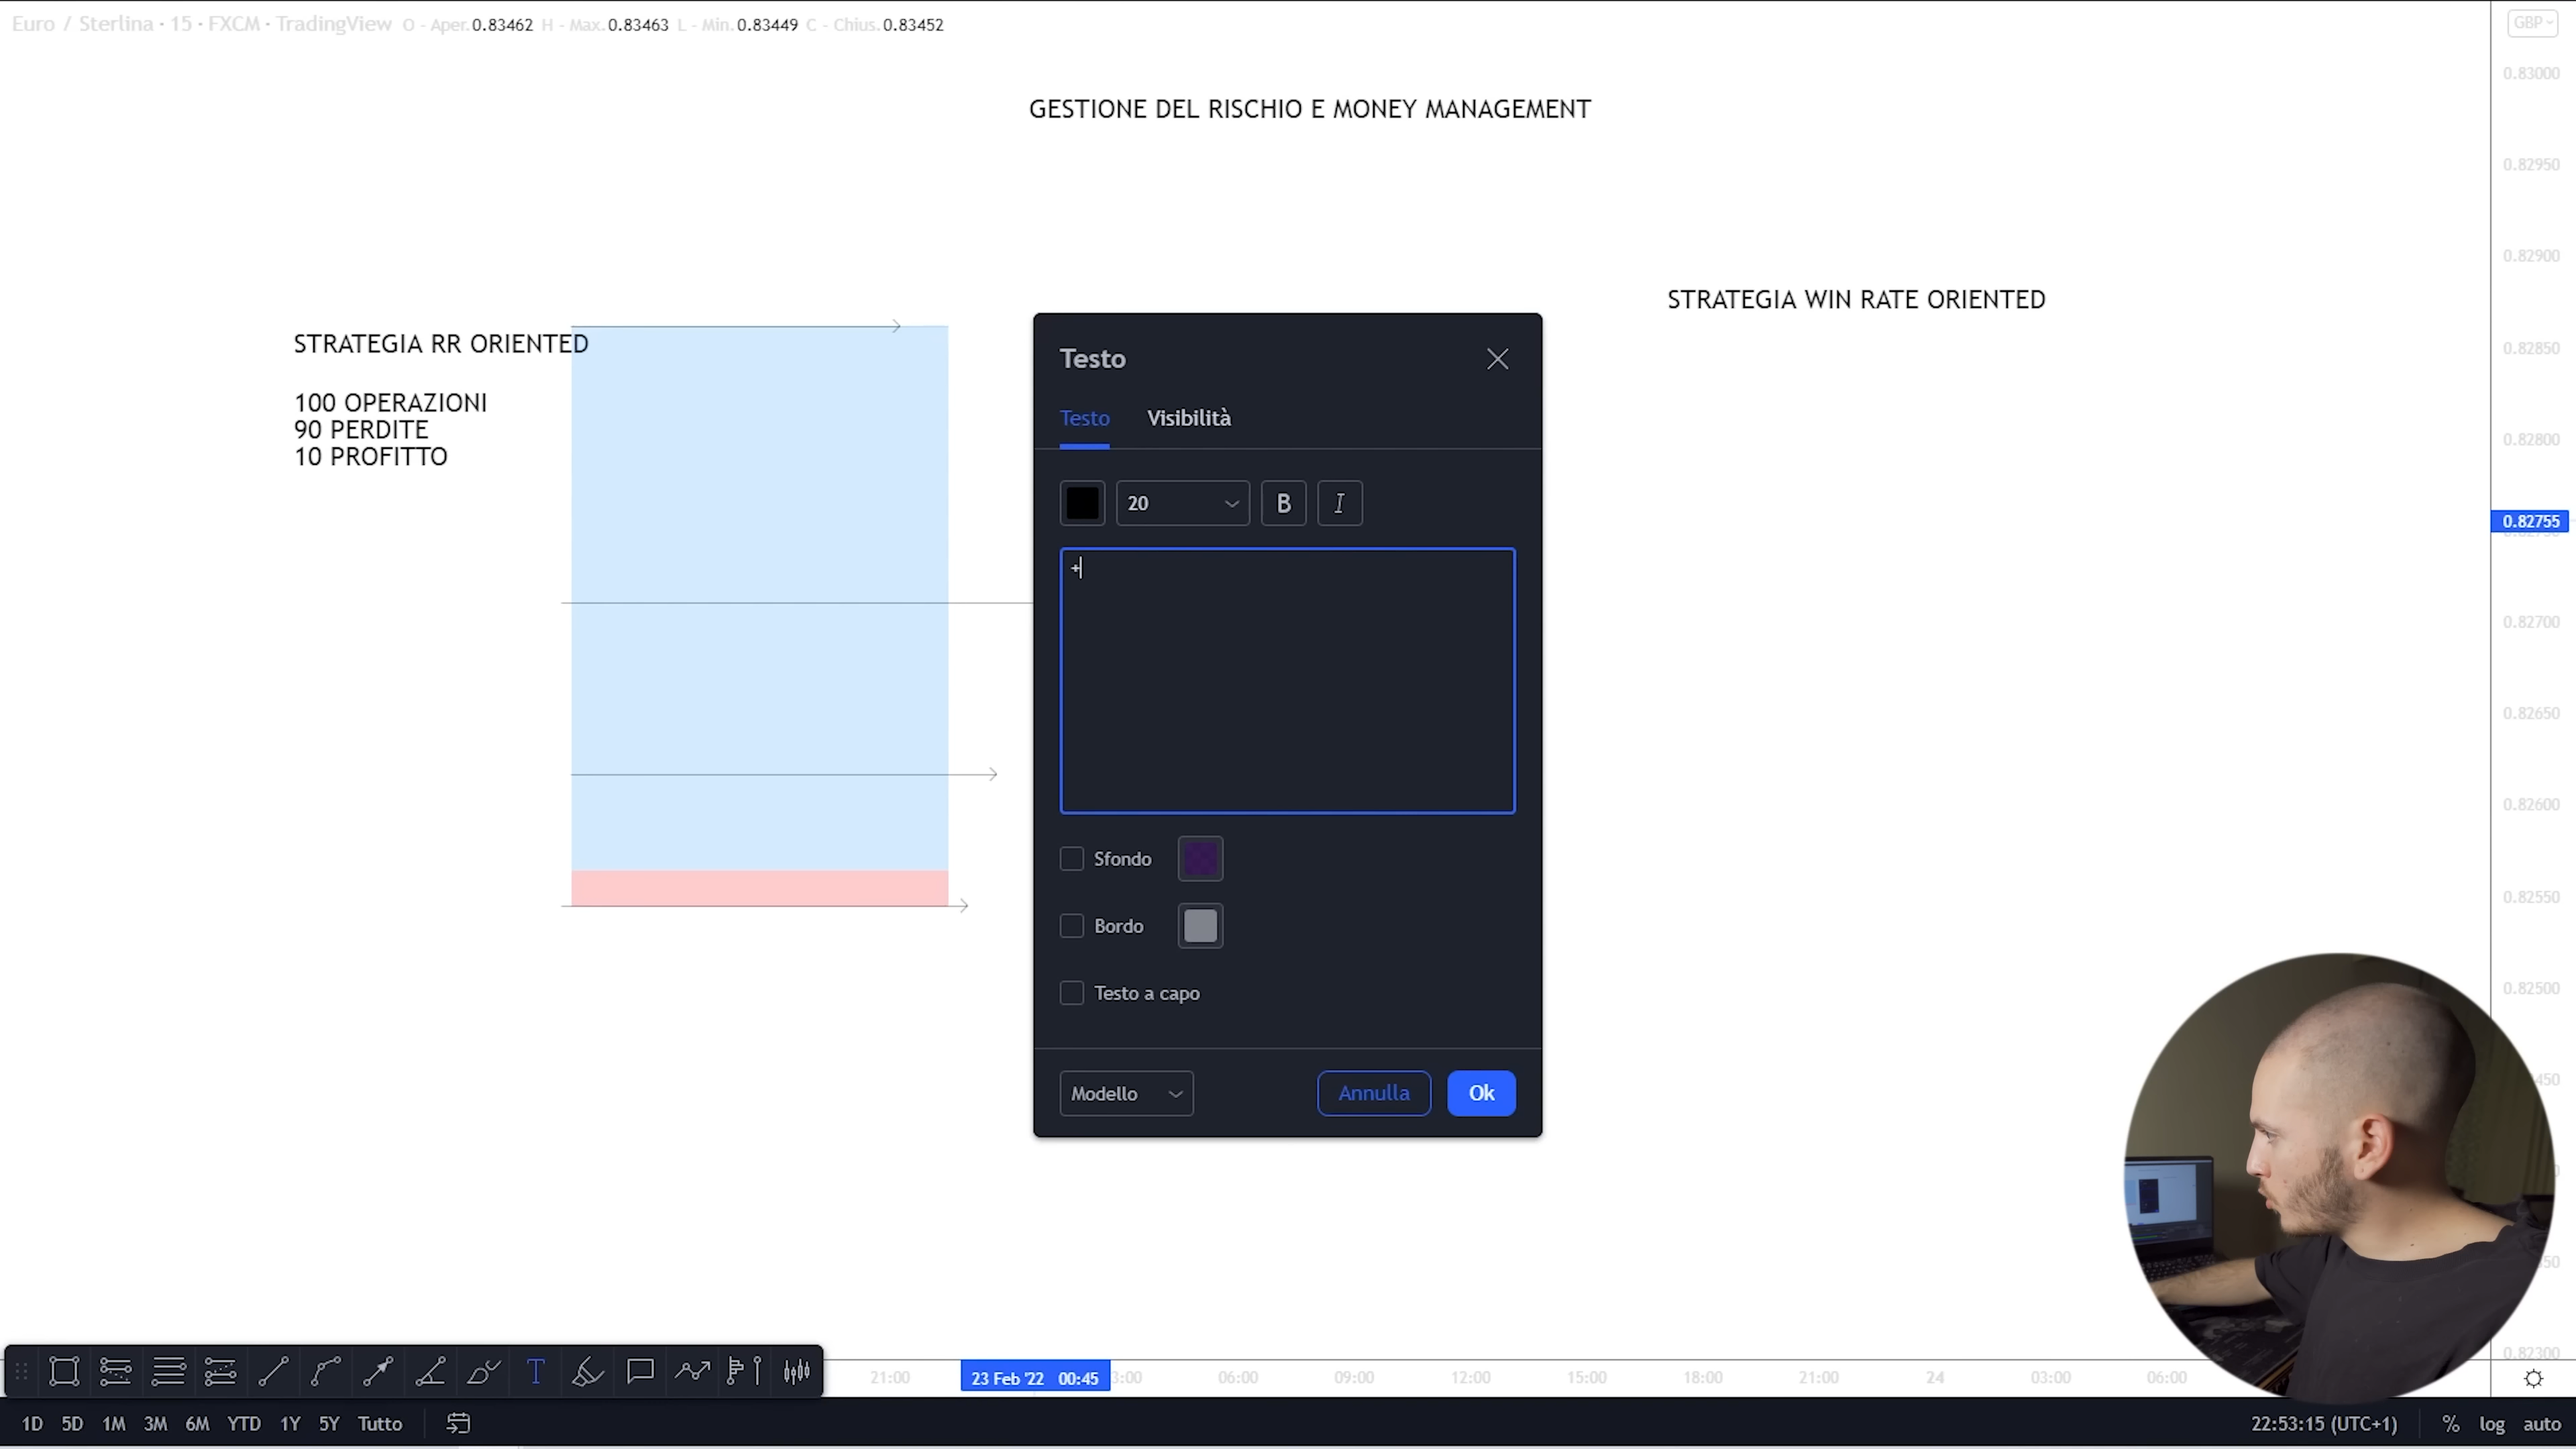 Euro / Sterlina · 15 · FXCM · TradingView O - Aper. 0.83462 H - Max. 0.83463 L - Min. 0.83449 C - Chius. 0.83452
GBP
0.83000
GESTIONE DEL RISCHIO E MONEY MANAGEMENT
0.82950
0.82900
STRATEGIA WIN RATE ORIENTED
STRATEGIA RR ORIENTED
0.82850
Testo
100 OPERAZIONI
90 PERDITE
10 PROFITTO
Testo Visibilità
0.82800
20 B I
0.82755
+
0.82700
0.82650
0.82600
Sfondo
0.82550
Bordo
0.82500
Testo a capo
450
Modello Annulla Ok
0.82300
T
21:00 23 Feb '22 00:45 3:00 06:00 09:00 12:00 15:00 18:00 21:00 24 03:00 06:00
1D 5D 1M 3M 6M YTD 1Y 5Y Tutto 22:53:15 (UTC+1) % log auto